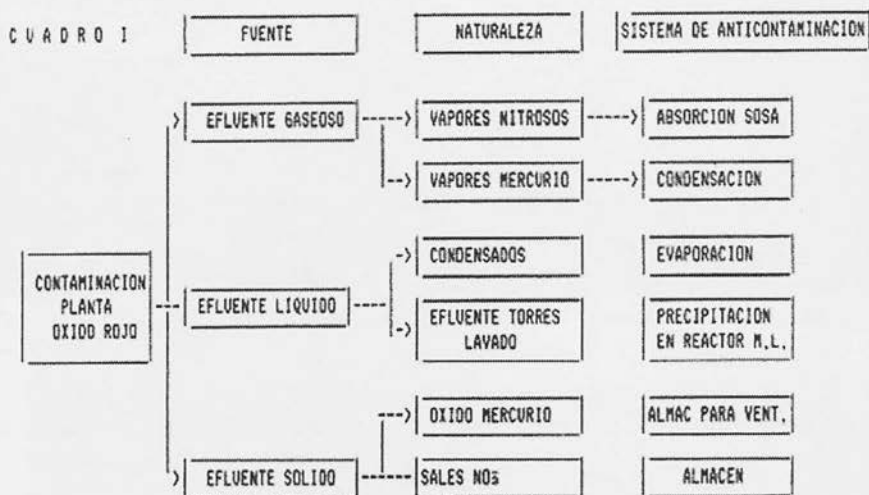 CUADRO I
FUENTE
NATURALEZA
SISTEMA DE ANTICONTAMINACION
EFLUENTE GASEOSO
VAPORES NITROSOS
ABSORCION SOSA
VAPORES MERCURIO
CONDENSACION
CONTAMINACION
PLANTA
OXIDO ROJO
EFLUENTE LIQUIDO
CONDENSADOS
EVAPORACION
EFLUENTE TORRES
LAVADO
PRECIPITACION
EN REACTOR M.L.
EFLUENTE SOLIDO
OXIDO MERCURIO
ALMAC PARA VENT.
SALES NO3
ALMACEN